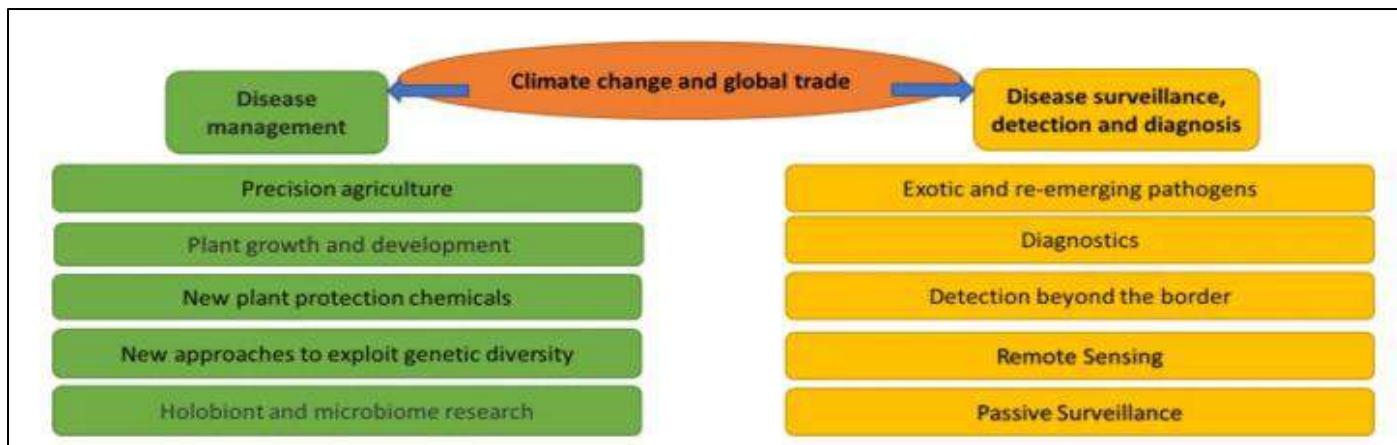 Climate change and global trade
Disease
management
Disease surveillance,
detection and diagnosis
Precision agriculture
Plant growth and development
New plant protection chemicals
New approaches to exploit genetic diversity
Holobiont and microbiome research
Exotic and re-emerging pathogens
Diagnostics
Detection beyond the border
Remote Sensing
Passive Surveillance